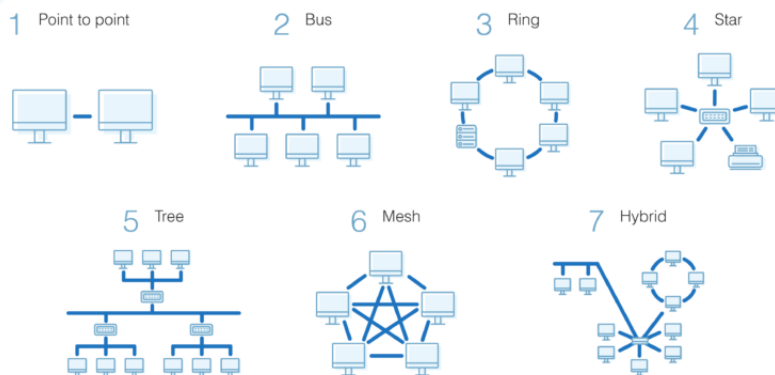 1 Point to point
2 Bus
3 Ring
4 Star
5 Tree
6 Mesh
7 Hybrid